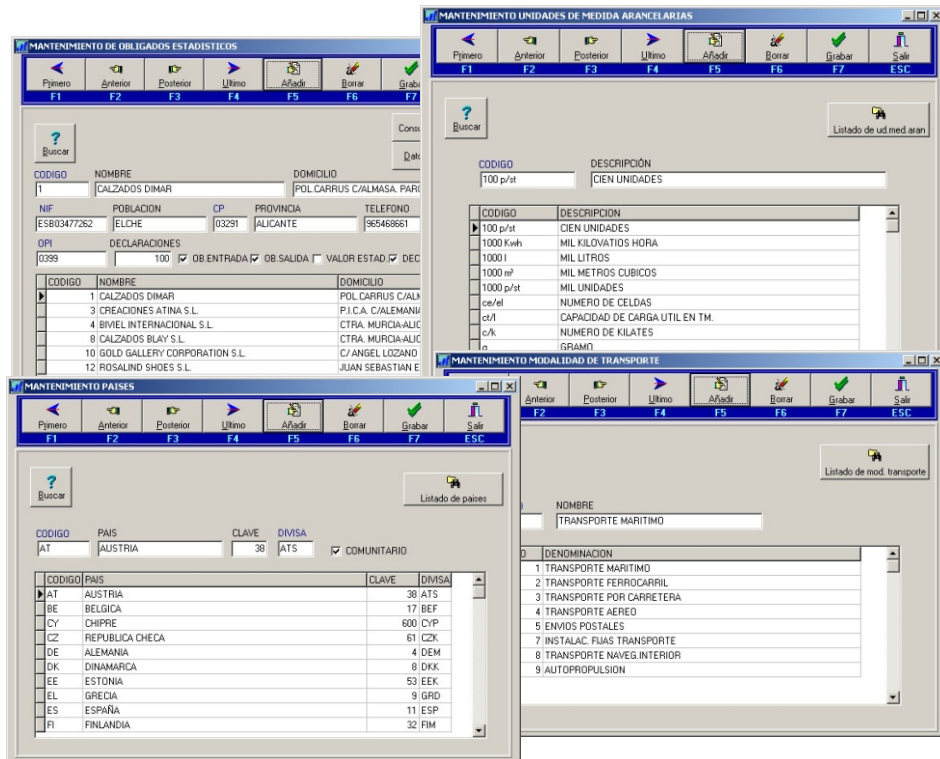 MANTENIMIENTO DE OBLIGADOS ESTADISTICOS
Primero Anterior Posterior Ultimo Añadir Borrar
F1 F2 F3 F4 F5 F6 F7
Buscar
CODIGO NOMBRE DOMICILIO
1 CALZADOS DIMAR POL.CARRUS C/ALMASA. PARC
NIF POBLACION CP PROVINCIA TELEFONO
ESB03477262 ELCHE 03291 ALICANTE 965468661
OPI DECLARACIONES
0399 100 OB.ENTRADA OB.SALIDA VALOR ESTAD. DEC
CODIGO NOMBRE DOMICILIO
1 CALZADOS DIMAR POL.CARRUS C/ALM
3 CREACIONES ATINA S.L. P.I.C.A. C/ALEMANIA
4 BIVIEL INTERNACIONAL S.L. CTRA. MURCIA-ALIC
8 CALZADOS BLAY S.L. CTRA. MURCIA-ALIC
10 GOLD GALLERY CORPORATION S.L. C/ ANGEL LOZANO
12 ROSALIND SHOES S.L. JUAN SEBASTIAN E
MANTENIMIENTO UNIDADES DE MEDIDA ARANCELARIAS
Primero Anterior Posterior Ultimo Añadir Borrar Grabar Salir
F1 F2 F3 F4 F5 F6 F7 ESC
Buscar
Listado de ud.med.aran
CODIGO DESCRIPCIÓN
100 p/st CIEN UNIDADES
CODIGO DESCRIPCION
100 p/st CIEN UNIDADES
1000 Kwh MIL KILOVATIOS HORA
1000 l MIL LITROS
1000 m³ MIL METROS CUBICOS
1000 p/st MIL UNIDADES
ce/el NUMERO DE CELDAS
ct/l CAPACIDAD DE CARGA UTIL EN TM.
c/k NUMERO DE KILATES
g GRAMO
MANTENIMIENTO PAISES
Primero Anterior Posterior Ultimo Añadir Borrar Grabar Salir
F1 F2 F3 F4 F5 F6 F7 ESC
Buscar
Listado de paises
CODIGO PAIS CLAVE DIVISA
AT AUSTRIA 38 ATS COMUNITARIO
CODIGO PAIS CLAVE DIVISA
AT AUSTRIA 38 ATS
BE BELGICA 17 BEF
CY CHIPRE 600 CYP
CZ REPUBLICA CHECA 61 CZK
DE ALEMANIA 4 DEM
DK DINAMARCA 8 DKK
EE ESTONIA 53 EEK
EL GRECIA 9 GRD
ES ESPAÑA 11 ESP
FI FINLANDIA 32 FIM
MANTENIMIENTO MODALIDAD DE TRANSPORTE
Anterior Posterior Ultimo Añadir Borrar Grabar Salir
F2 F3 F4 F5 F6 F7 ESC
Listado de mod. transporte
NOMBRE
TRANSPORTE MARITIMO
DENOMINACION
1 TRANSPORTE MARITIMO
2 TRANSPORTE FERROCARRIL
3 TRANSPORTE POR CARRETERA
4 TRANSPORTE AEREO
5 ENVIOS POSTALES
7 INSTALAC. FIJAS TRANSPORTE
8 TRANSPORTE NAVEG.INTERIOR
9 AUTOPROPULSION